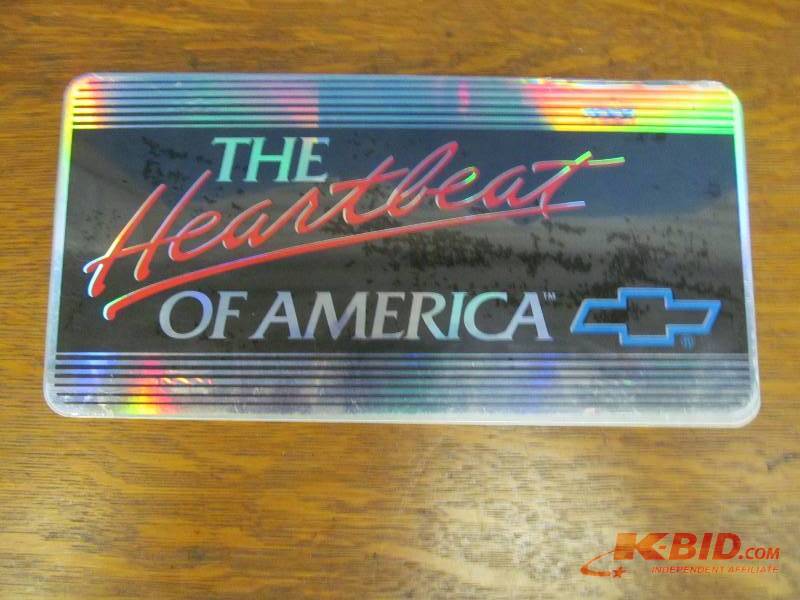 THE
Heartbeat
OF AMERICA™
®
K-BID.COM
INDEPENDENT AFFILIATE